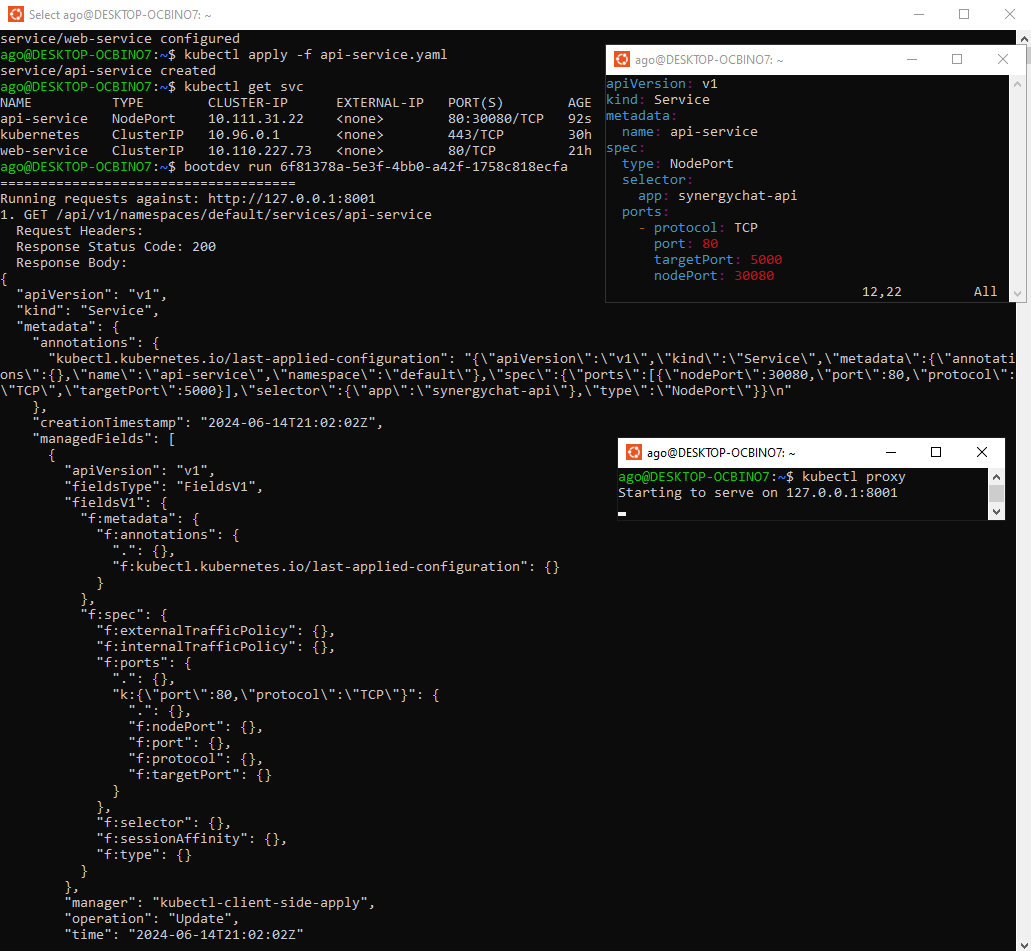 Select ago@DESKTOP-OCBINO7: ~
service/web-service configured
ago@DESKTOP-OCBINO7:~$ kubectl apply -f api-service.yaml
service/api-service created
ago@DESKTOP-OCBINO7:~$ kubectl get svc
NAME          TYPE        CLUSTER-IP      EXTERNAL-IP   PORT(S)        AGE
api-service   NodePort    10.111.31.22    <none>        80:30080/TCP   92s
kubernetes    ClusterIP   10.96.0.1       <none>        443/TCP        30h
web-service   ClusterIP   10.110.227.73   <none>        80/TCP         21h
ago@DESKTOP-OCBINO7:~$ bootdev run 6f81378a-5e3f-4bb0-a42f-1758c818ecfa
=====================================
Running requests against: http://127.0.0.1:8001
1. GET /api/v1/namespaces/default/services/api-service
  Request Headers:
  Response Status Code: 200
  Response Body:
{
  "apiVersion": "v1",
  "kind": "Service",
  "metadata": {
    "annotations": {
      "kubectl.kubernetes.io/last-applied-configuration": "{\"apiVersion\":\"v1\",\"kind\":\"Service\",\"metadata\":{\"annotati
ons\":{},\"name\":\"api-service\",\"namespace\":\"default\"},\"spec\":{\"ports\":[{\"nodePort\":30080,\"port\":80,\"protocol\":
\"TCP\",\"targetPort\":5000}],\"selector\":{\"app\":\"synergychat-api\"},\"type\":\"NodePort\"}}\n"
    },
    "creationTimestamp": "2024-06-14T21:02:02Z",
    "managedFields": [
      {
        "apiVersion": "v1",
        "fieldsType": "FieldsV1",
        "fieldsV1": {
          "f:metadata": {
            "f:annotations": {
              ".": {},
              "f:kubectl.kubernetes.io/last-applied-configuration": {}
            }
          },
          "f:spec": {
            "f:externalTrafficPolicy": {},
            "f:internalTrafficPolicy": {},
            "f:ports": {
              ".": {},
              "k:{\"port\":80,\"protocol\":\"TCP\"}": {
                ".": {},
                "f:nodePort": {},
                "f:port": {},
                "f:protocol": {},
                "f:targetPort": {}
              }
            },
            "f:selector": {},
            "f:sessionAffinity": {},
            "f:type": {}
          }
        },
        "manager": "kubectl-client-side-apply",
        "operation": "Update",
        "time": "2024-06-14T21:02:02Z"
ago@DESKTOP-OCBINO7: ~
apiVersion: v1
kind: Service
metadata:
  name: api-service
spec:
  type: NodePort
  selector:
    app: synergychat-api
  ports:
    - protocol: TCP
      port: 80
      targetPort: 5000
      nodePort: 30080
12,22         All
ago@DESKTOP-OCBINO7: ~
ago@DESKTOP-OCBINO7:~$ kubectl proxy
Starting to serve on 127.0.0.1:8001